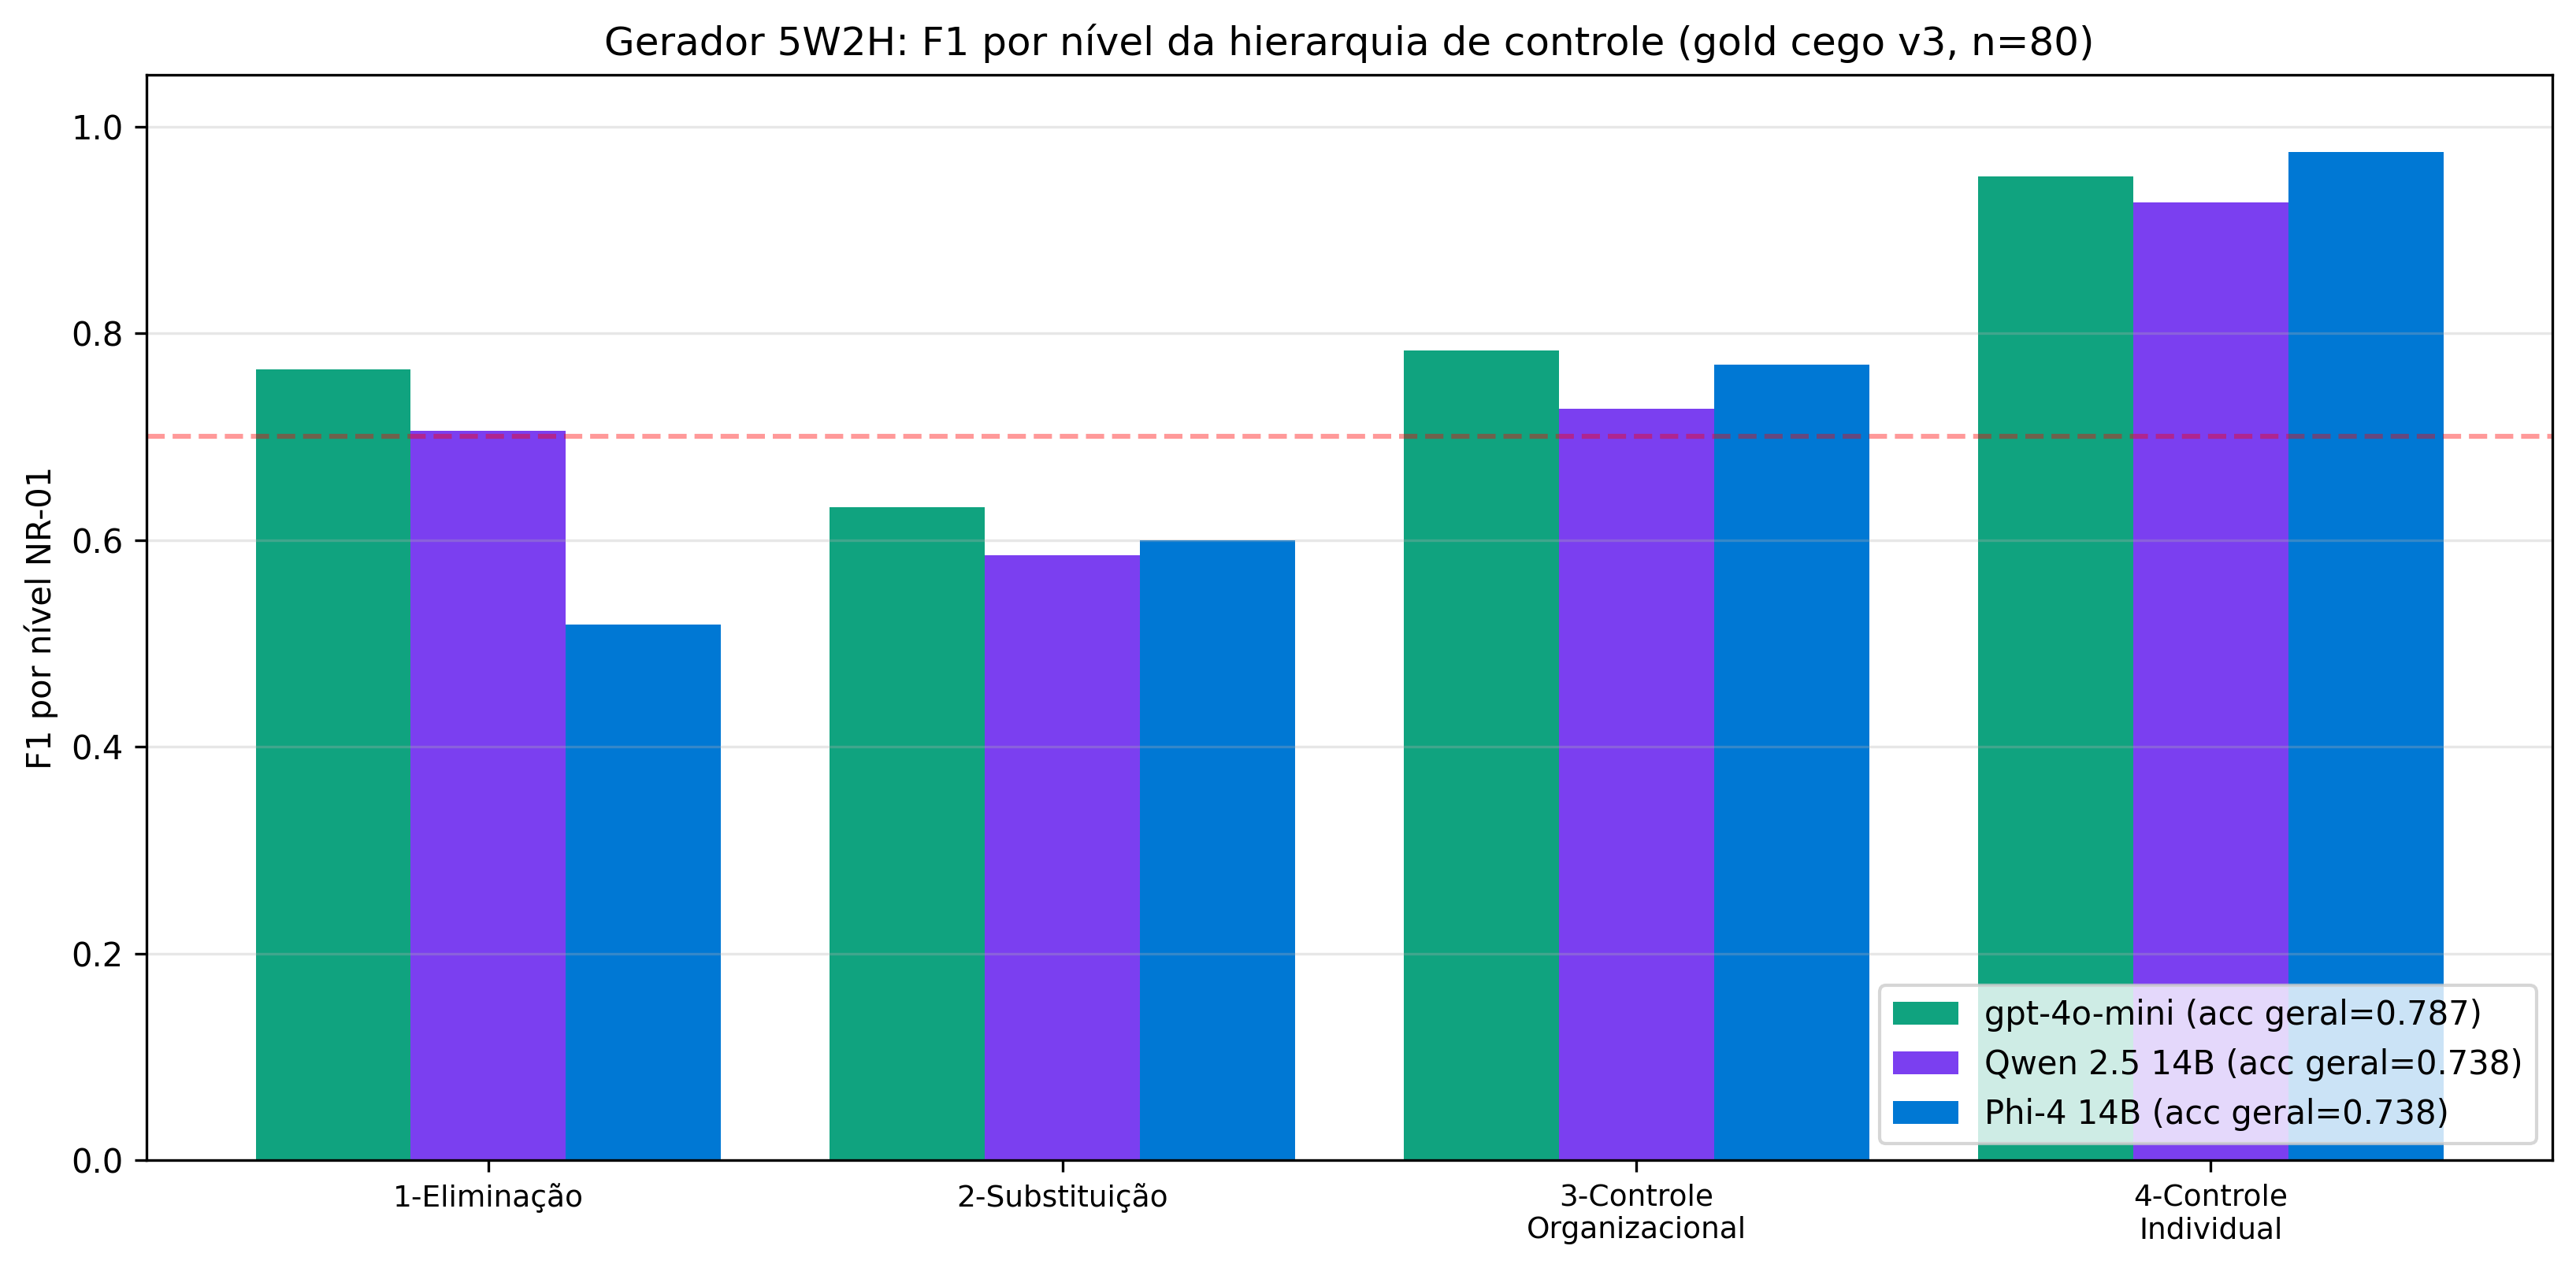 Gerador 5W2H: F1 por nível da hierarquia de controle (gold cego v3, n=80)
F1 por nível NR-01
1.0
0.8
0.6
0.4
0.2
0.0
1-Eliminação
2-Substituição
3-Controle
Organizacional
4-Controle
Individual
gpt-4o-mini (acc geral=0.787)
Qwen 2.5 14B (acc geral=0.738)
Phi-4 14B (acc geral=0.738)